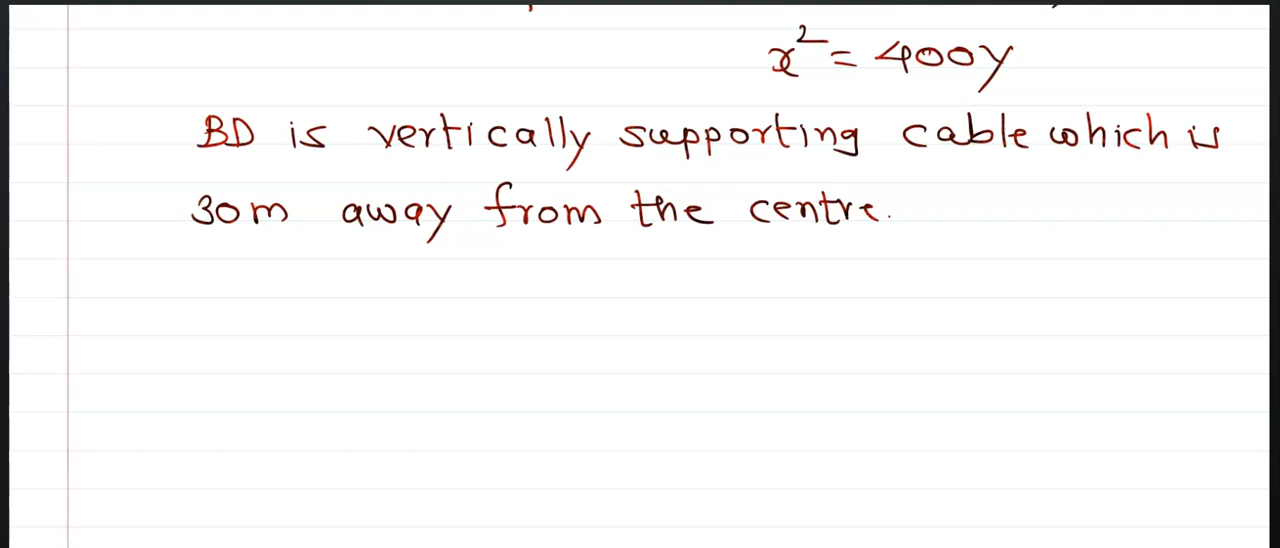 x² = 400y
BD is vertically supporting cable which is
30m away from the centre.